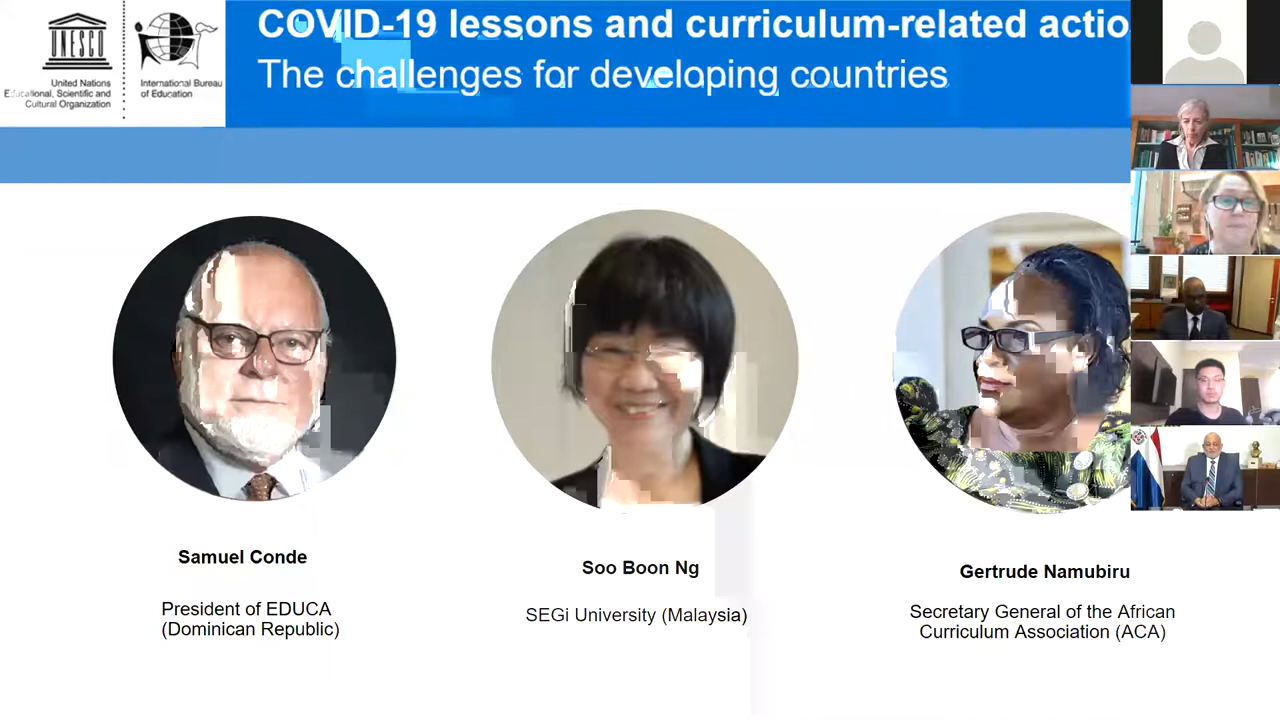 UNESCO
United Nations
Educational, Scientific and
Cultural Organization
International Bureau
of Education
COVID-19 lessons and curriculum-related actio
The challenges for developing countries
Samuel Conde
President of EDUCA
(Dominican Republic)
Soo Boon Ng
SEGi University (Malaysia)
Gertrude Namubiru
Secretary General of the African
Curriculum Association (ACA)